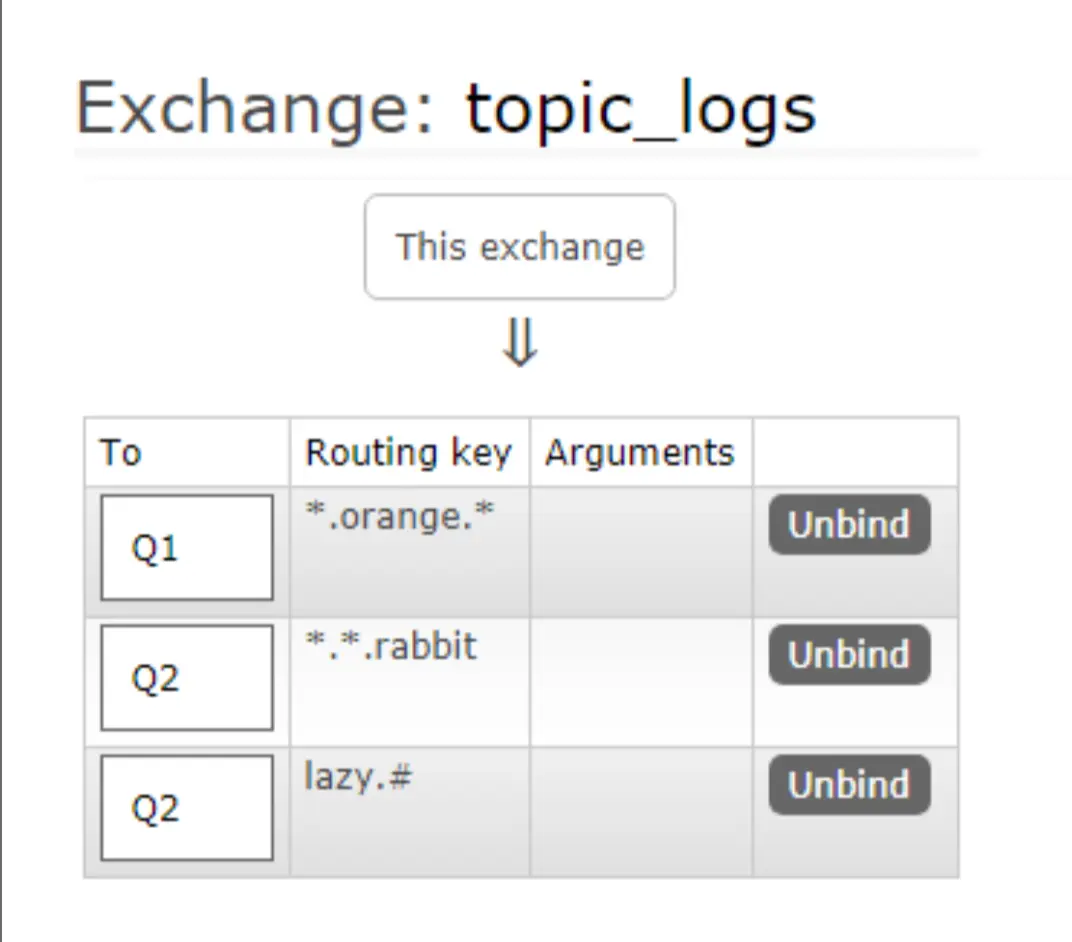 Exchange: topic_logs
This exchange
⇓
To Routing key Arguments
Q1 *.orange.* Unbind
Q2 *.*.rabbit Unbind
Q2 lazy.# Unbind